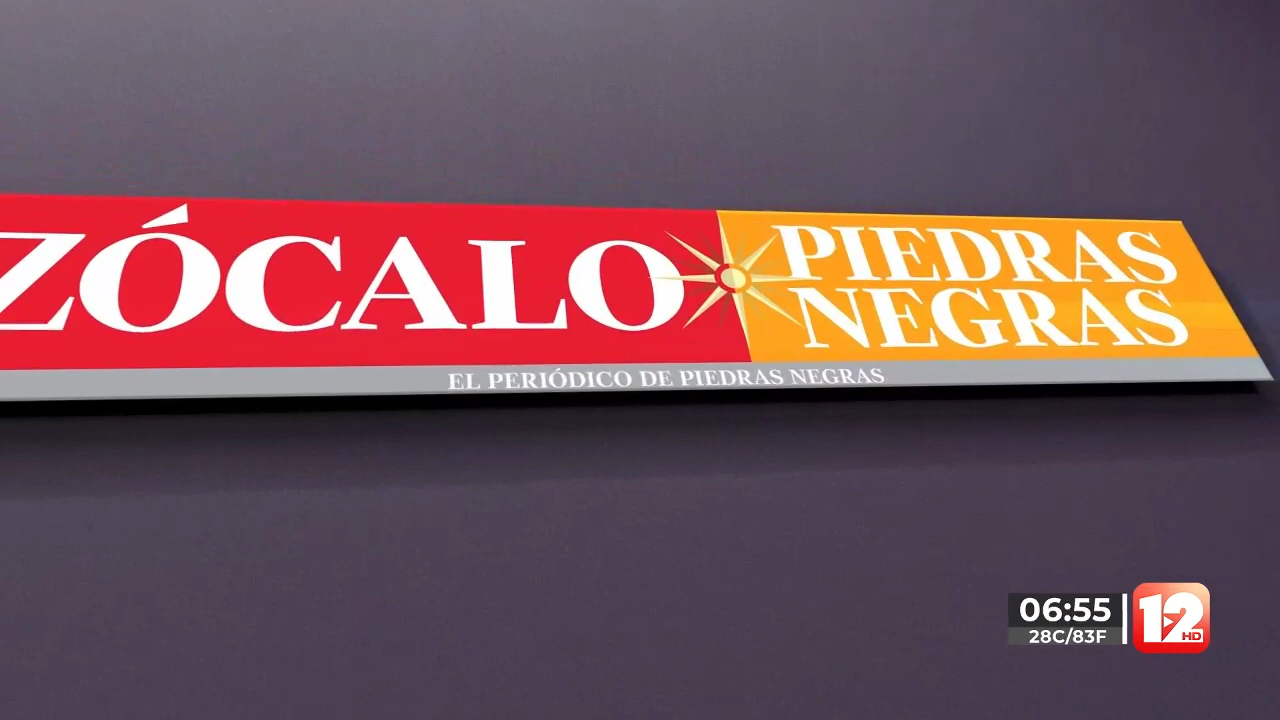 ZÓCALO
PIEDRAS
NEGRAS
EL PERIÓDICO DE PIEDRAS NEGRAS
06:55
28C/83F
12
HD